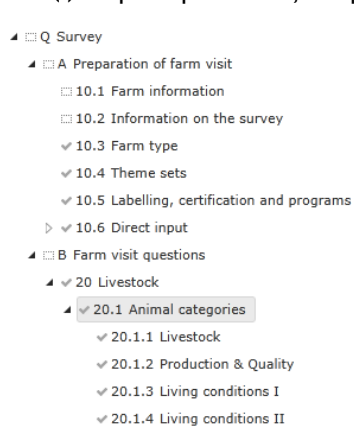 Q Survey
A Preparation of farm visit
10.1 Farm information
10.2 Information on the survey
10.3 Farm type
10.4 Theme sets
10.5 Labelling, certification and programs
10.6 Direct input
B Farm visit questions
20 Livestock
20.1 Animal categories
20.1.1 Livestock
20.1.2 Production & Quality
20.1.3 Living conditions I
20.1.4 Living conditions II